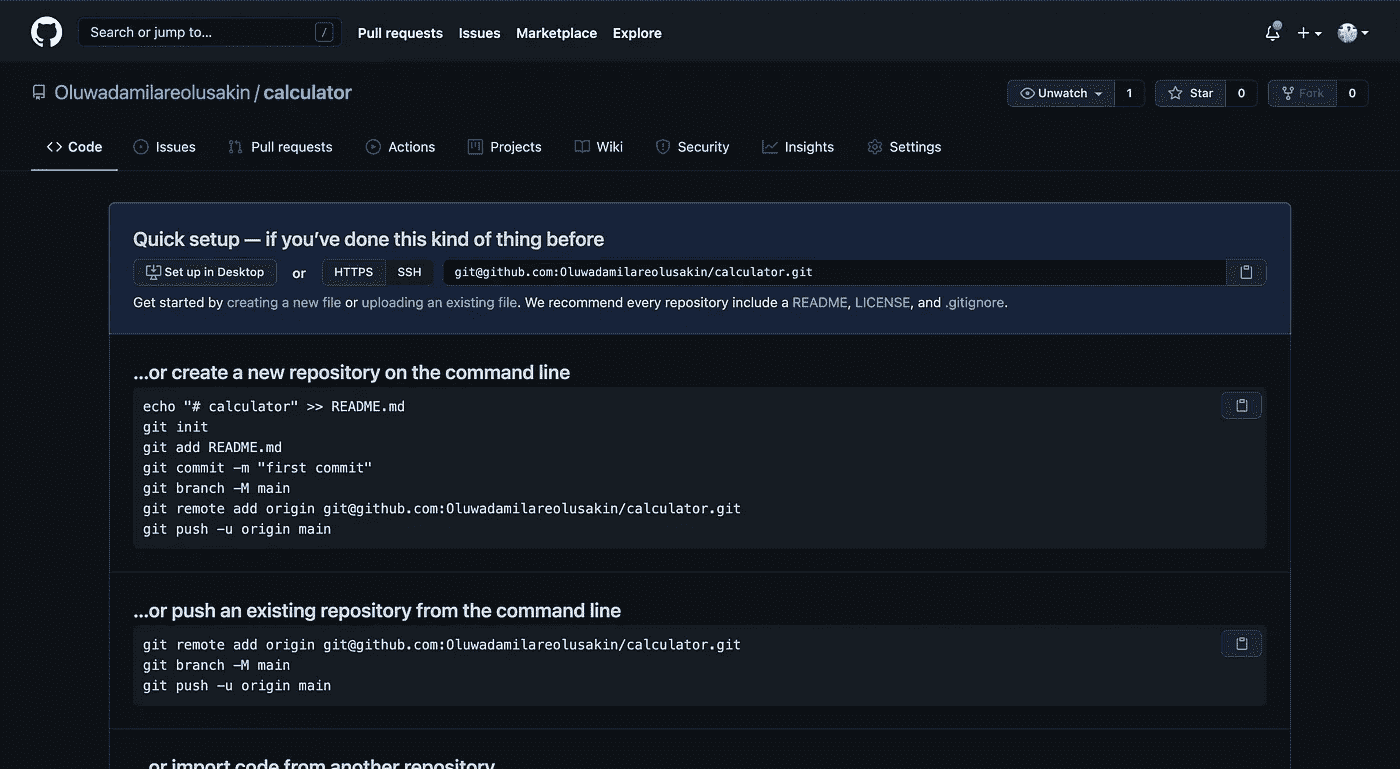 Search or jump to... /
Pull requests Issues Marketplace Explore
Oluwadamilareolusakin / calculator
Unwatch 1 Star 0 Fork 0
Code Issues Pull requests Actions Projects Wiki Security Insights Settings
Quick setup — if you’ve done this kind of thing before
Set up in Desktop or HTTPS SSH git@github.com:Oluwadamilareolusakin/calculator.git
Get started by creating a new file or uploading an existing file. We recommend every repository include a README, LICENSE, and .gitignore.
...or create a new repository on the command line
echo "# calculator" >> README.md
git init
git add README.md
git commit -m "first commit"
git branch -M main
git remote add origin git@github.com:Oluwadamilareolusakin/calculator.git
git push -u origin main
...or push an existing repository from the command line
git remote add origin git@github.com:Oluwadamilareolusakin/calculator.git
git branch -M main
git push -u origin main
...or import code from another repository